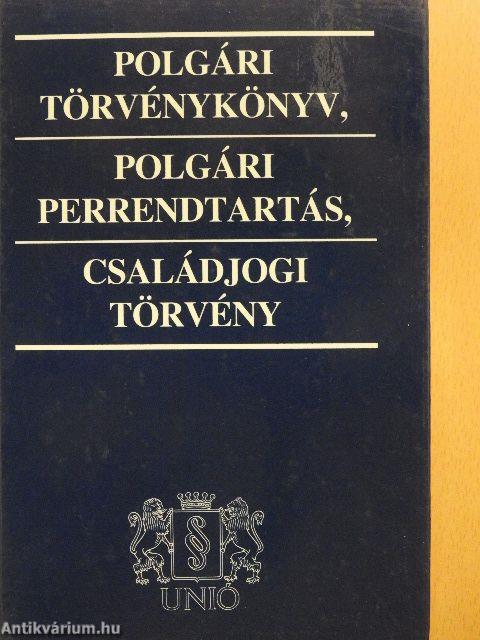 POLGÁRI
TÖRVÉNYKÖNYV,
POLGÁRI
PERRENDTARTÁS,
CSALÁDJOGI
TÖRVÉNY
§
UNIÓ
Antikvárium.hu